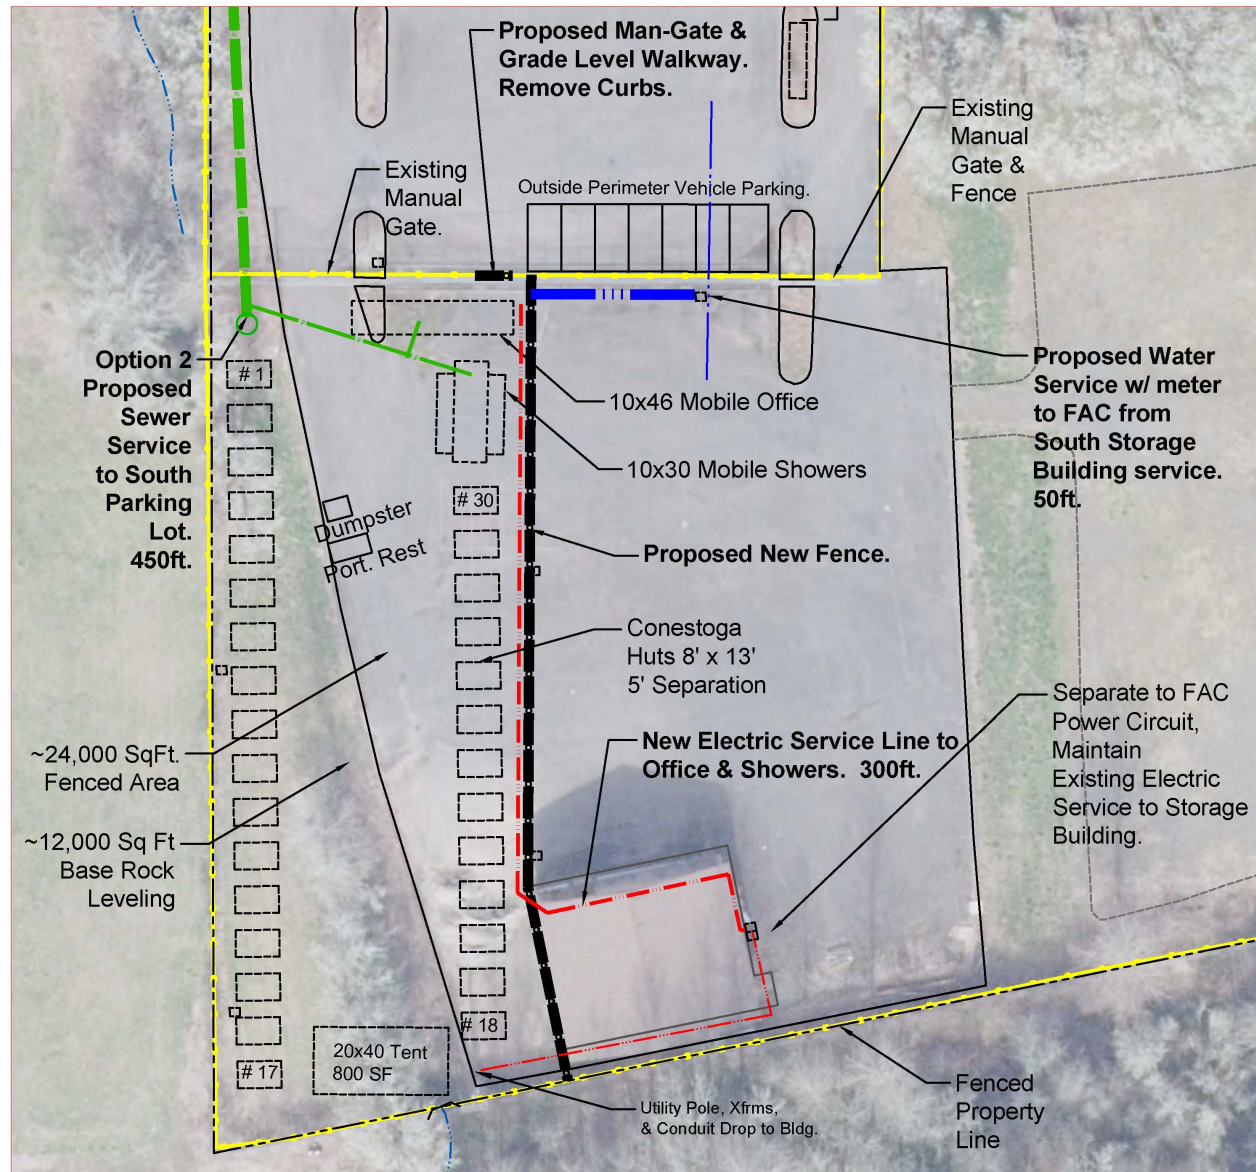 Proposed Man-Gate &
Grade Level Walkway.
Remove Curbs.
Existing
Manual
Gate &
Fence
Existing
Manual
Gate.
Outside Perimeter Vehicle Parking.
Option 2
Proposed
Sewer
Service
to South
Parking
Lot.
450ft.
# 1
10x46 Mobile Office
10x30 Mobile Showers
Proposed Water
Service w/ meter
to FAC from
South Storage
Building service.
50ft.
# 30
Dumpster
Port. Rest
Proposed New Fence.
Conestoga
Huts 8' x 13'
5' Separation
~24,000 SqFt.
Fenced Area
~12,000 Sq Ft
Base Rock
Leveling
New Electric Service Line to
Office & Showers. 300ft.
Separate to FAC
Power Circuit,
Maintain
Existing Electric
Service to Storage
Building.
# 18
# 17
20x40 Tent
800 SF
Utility Pole, Xfrms,
& Conduit Drop to Bldg.
Fenced
Property
Line